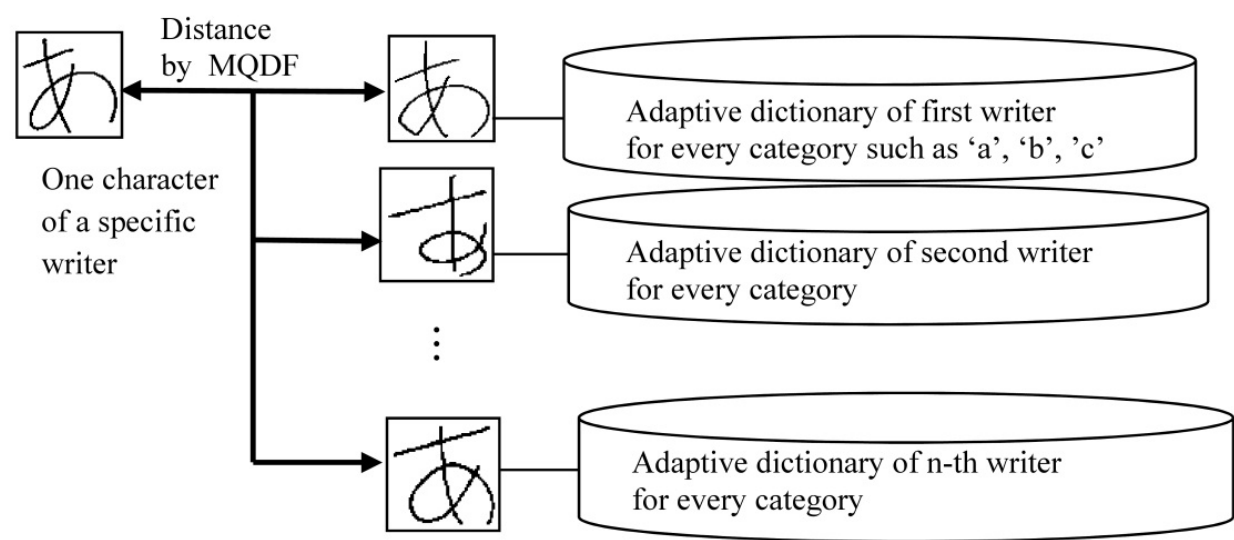 あ
Distance
by MQDF
One character
of a specific
writer
あ
Adaptive dictionary of first writer
for every category such as ‘a’, ‘b’, ’c’
あ
Adaptive dictionary of second writer
for every category
⋮
あ
Adaptive dictionary of n-th writer
for every category